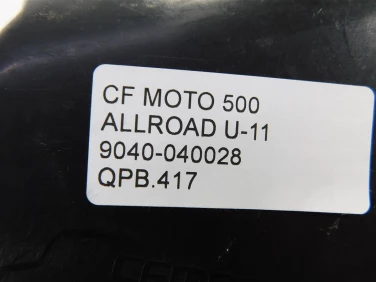 CF MOTO 500
ALLROAD U-11
9040-040028
QPB.417